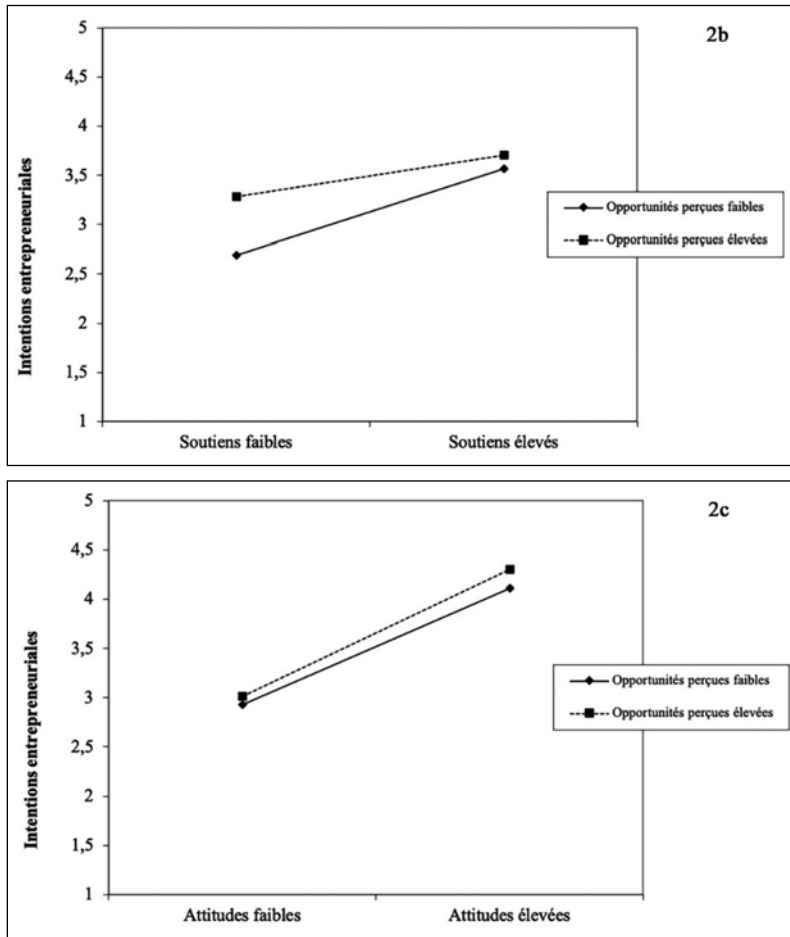 2b
5
4,5
4
3,5
3
2,5
2
1,5
1
Intentions entrepreneuriales
Soutiens faibles
Soutiens élevés
Opportunités perçues faibles
Opportunités perçues élevées
2c
5
4,5
4
3,5
3
2,5
2
1,5
1
Intentions entrepreneuriales
Attitudes faibles
Attitudes élevées
Opportunités perçues faibles
Opportunités perçues élevées